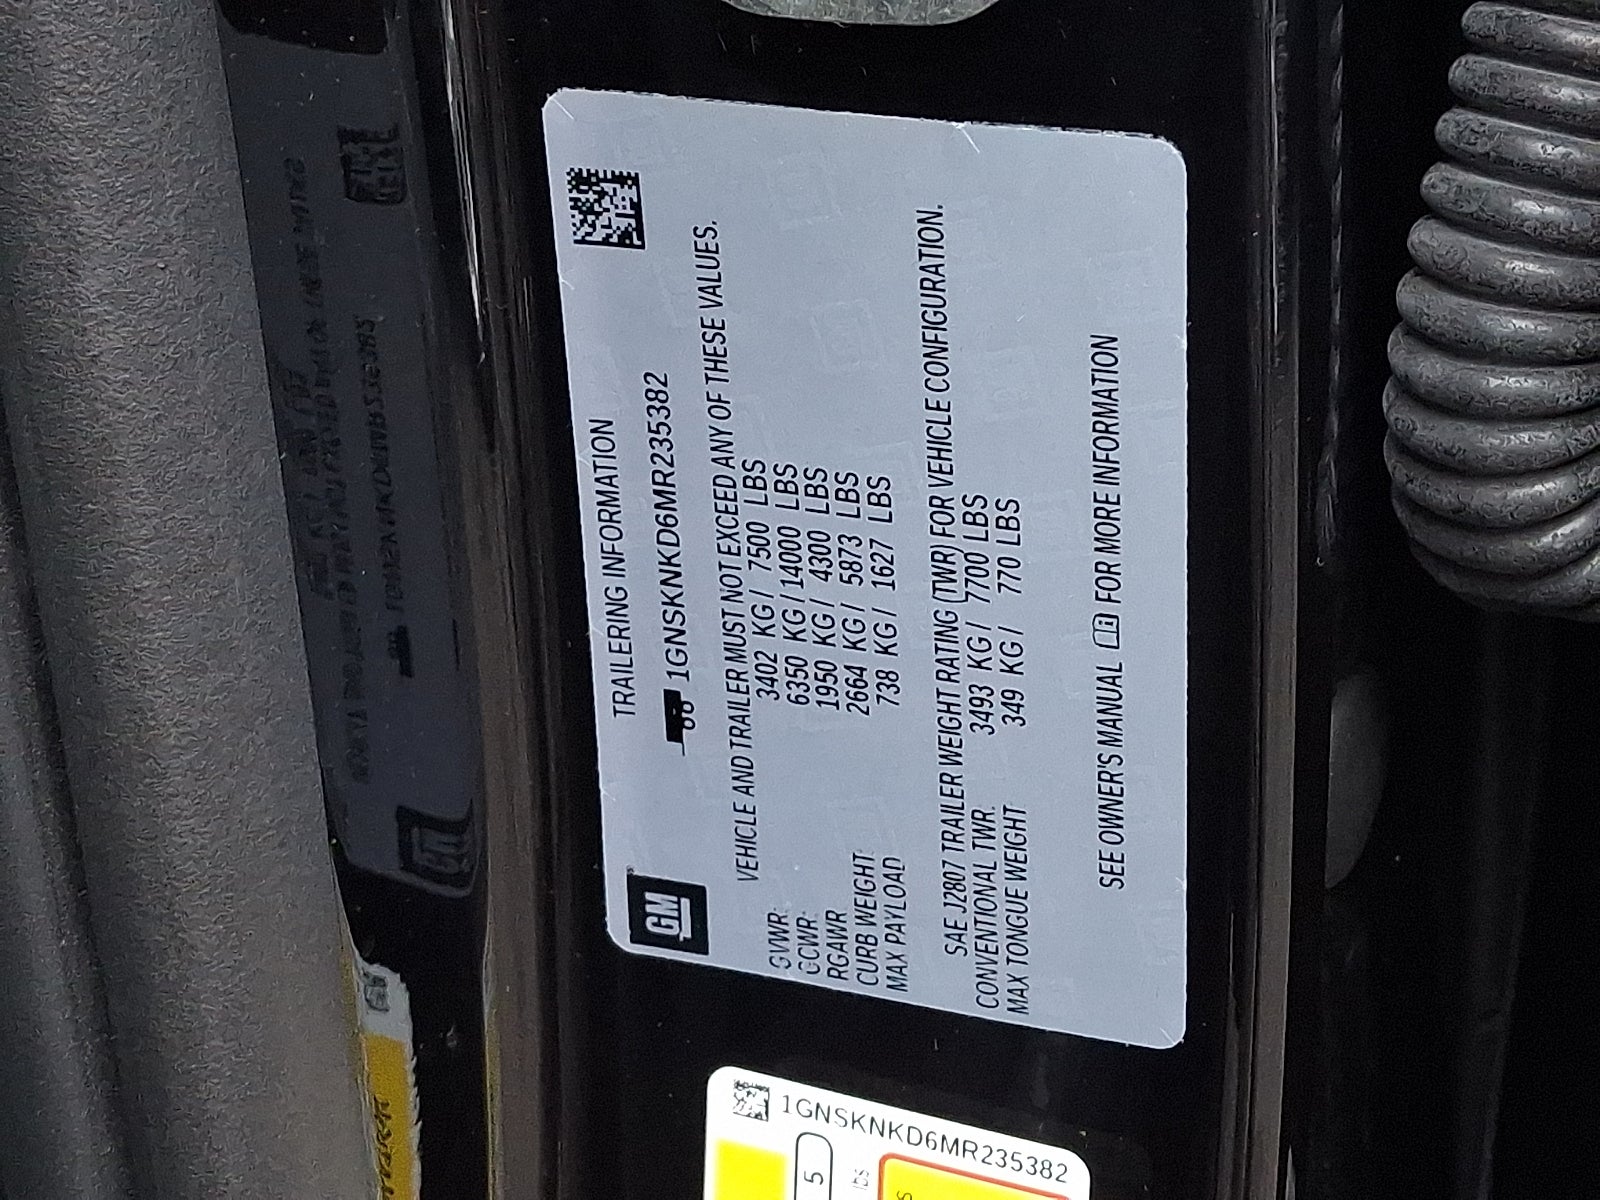 GM
TRAILERING INFORMATION
1GNSKNKD6MR235382
VEHICLE AND TRAILER MUST NOT EXCEED ANY OF THESE VALUES.
GVWR: 3402 KG / 7500 LBS
GCWR: 6350 KG / 14000 LBS
RGAWR 1950 KG / 4300 LBS
CURB WEIGHT: 2664 KG / 5873 LBS
MAX PAYLOAD 738 KG / 1627 LBS
SAE J2807 TRAILER WEIGHT RATING (TWR) FOR VEHICLE CONFIGURATION.
CONVENTIONAL TWR. 3493 KG / 7700 LBS
MAX TONGUE WEIGHT 349 KG / 770 LBS
SEE OWNER'S MANUAL FOR MORE INFORMATION
1GNSKNKD6MR235382
5